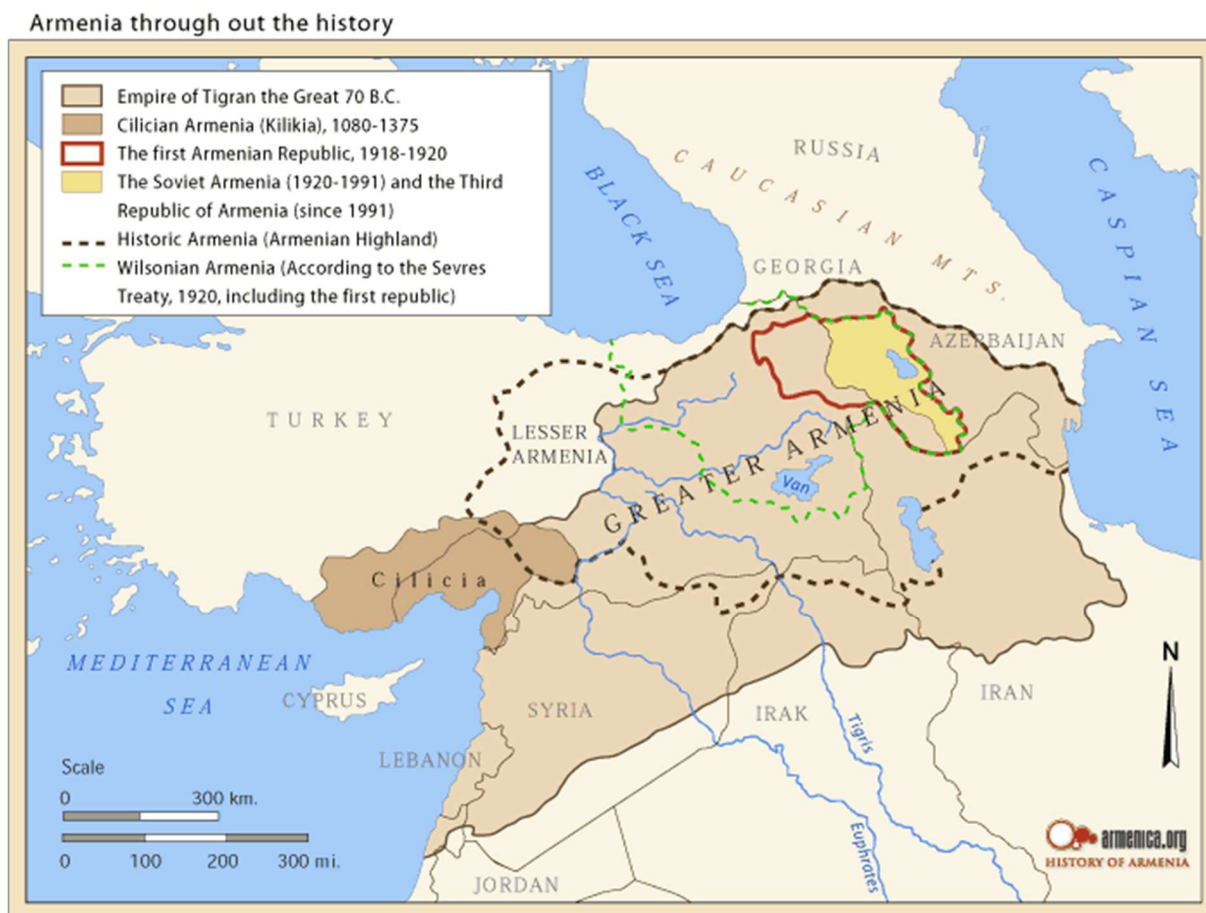 Armenia through out the history
Empire of Tigran the Great 70 B.C.
Cilician Armenia (Kilikia), 1080-1375
The first Armenian Republic, 1918-1920
The Soviet Armenia (1920-1991) and the Third
Republic of Armenia (since 1991)
Historic Armenia (Armenian Highland)
Wilsonian Armenia (According to the Sevres
Treaty, 1920, including the first republic)
RUSSIA
CAUCASIAN MTS.
BLACK SEA
CASPIAN SEA
GEORGIA
AZERBAIJAN
TURKEY
LESSER
ARMENIA
GREATER ARMENIA
Van
Cilicia
MEDITERRANEAN
SEA
CYPRUS
SYRIA
LEBANON
IRAK
IRAN
Tigris
Euphrates
JORDAN
N
Scale
0 300 km.
0 100 200 300 mi.
armenica.org
HISTORY OF ARMENIA